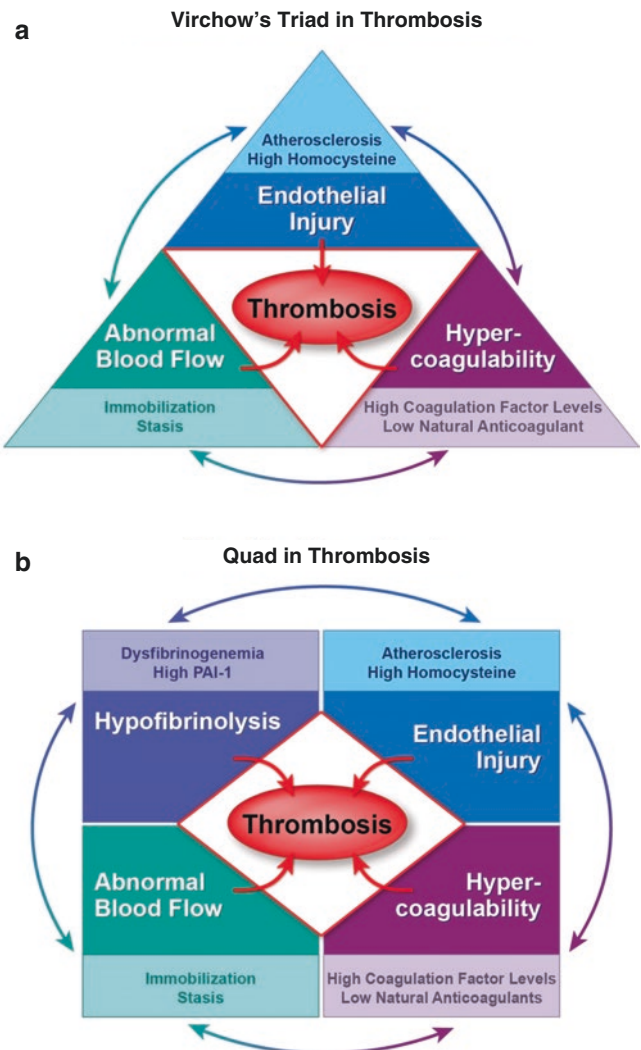 a
Virchow’s Triad in Thrombosis
Atherosclerosis
High Homocysteine
Endothelial
Injury
Thrombosis
Abnormal
Blood Flow
Hyper-
coagulability
Immobilization
Stasis
High Coagulation Factor Levels
Low Natural Anticoagulant
b
Quad in Thrombosis
Dysfibrinogenemia
High PAI-1
Atherosclerosis
High Homocysteine
Hypofibrinolysis
Endothelial
Injury
Thrombosis
Abnormal
Blood Flow
Hyper-
coagulability
Immobilization
Stasis
High Coagulation Factor Levels
Low Natural Anticoagulants